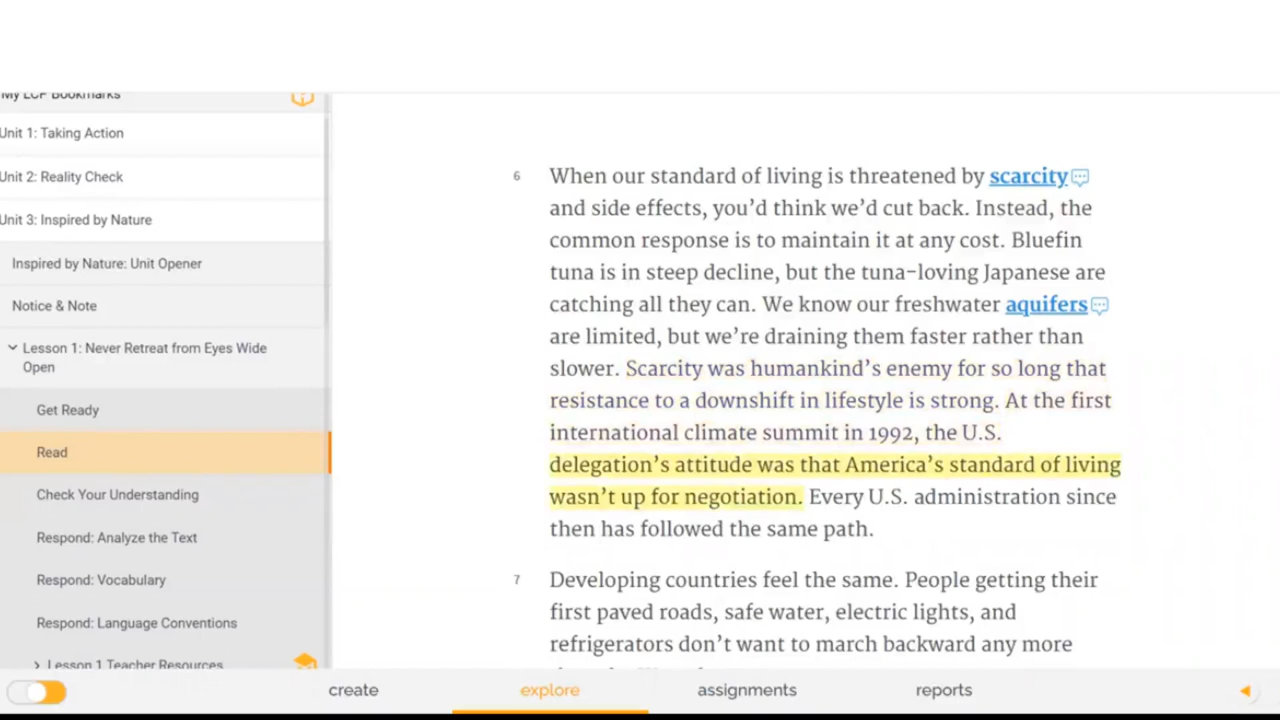 My LCF Bookmarks
Unit 1: Taking Action
Unit 2: Reality Check
Unit 3: Inspired by Nature
Inspired by Nature: Unit Opener
Notice & Note
Lesson 1: Never Retreat from Eyes Wide
Open
Get Ready
Read
Check Your Understanding
Respond: Analyze the Text
Respond: Vocabulary
Respond: Language Conventions
Lesson 1 Teacher Resources
6 When our standard of living is threatened by scarcity
and side effects, you’d think we’d cut back. Instead, the
common response is to maintain it at any cost. Bluefin
tuna is in steep decline, but the tuna-loving Japanese are
catching all they can. We know our freshwater aquifers
are limited, but we’re draining them faster rather than
slower. Scarcity was humankind’s enemy for so long that
resistance to a downshift in lifestyle is strong. At the first
international climate summit in 1992, the U.S.
delegation’s attitude was that America’s standard of living
wasn’t up for negotiation. Every U.S. administration since
then has followed the same path.
7 Developing countries feel the same. People getting their
first paved roads, safe water, electric lights, and
refrigerators don’t want to march backward any more
create
explore
assignments
reports